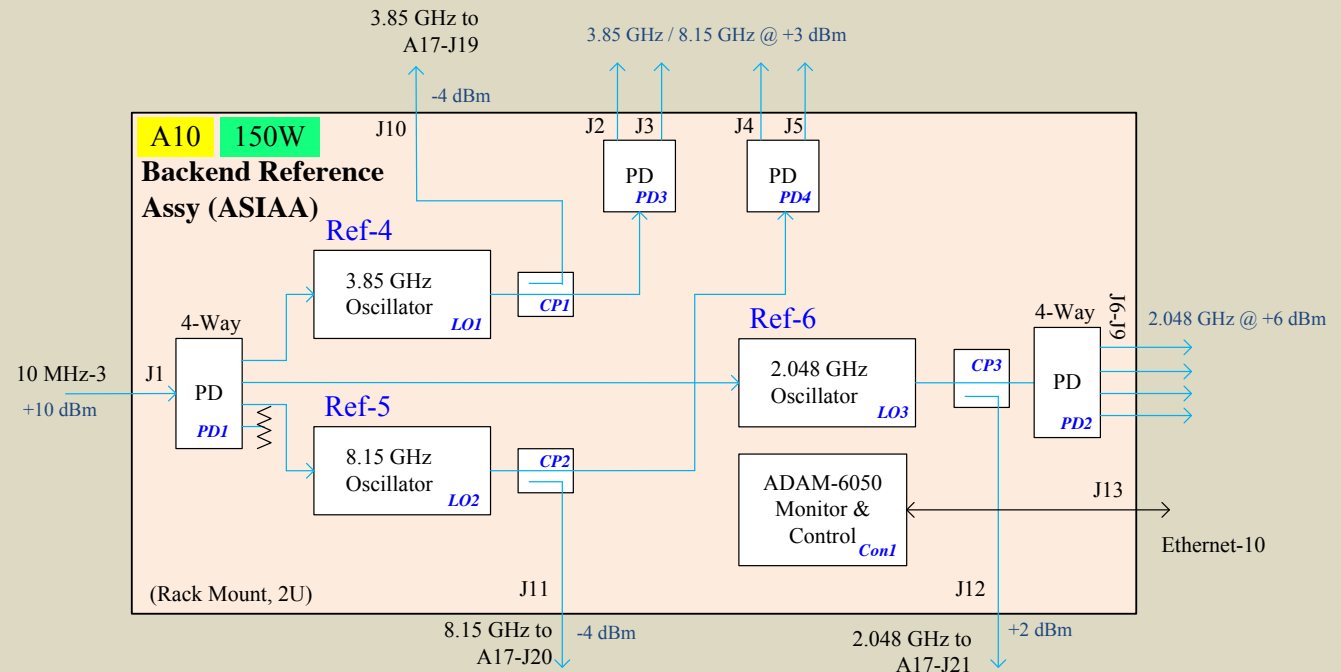 3.85 GHz to
A17-J19
3.85 GHz / 8.15 GHz @ +3 dBm
-4 dBm
J10
J2
J3
J4
J5
A10
150W
Backend Reference
Assy (ASIAA)
PD
PD3
PD
PD4
Ref-4
3.85 GHz
Oscillator
LO1
CP1
4-Way
Ref-6
4-Way
J6-J9
2.048 GHz @ +6 dBm
10 MHz-3
J1
+10 dBm
PD
PD1
2.048 GHz
Oscillator
LO3
CP3
PD
PD2
Ref-5
8.15 GHz
Oscillator
LO2
CP2
ADAM-6050
Monitor &
Control
Con1
J13
Ethernet-10
(Rack Mount, 2U)
J11
J12
8.15 GHz to
A17-J20
-4 dBm
2.048 GHz to
A17-J21
+2 dBm